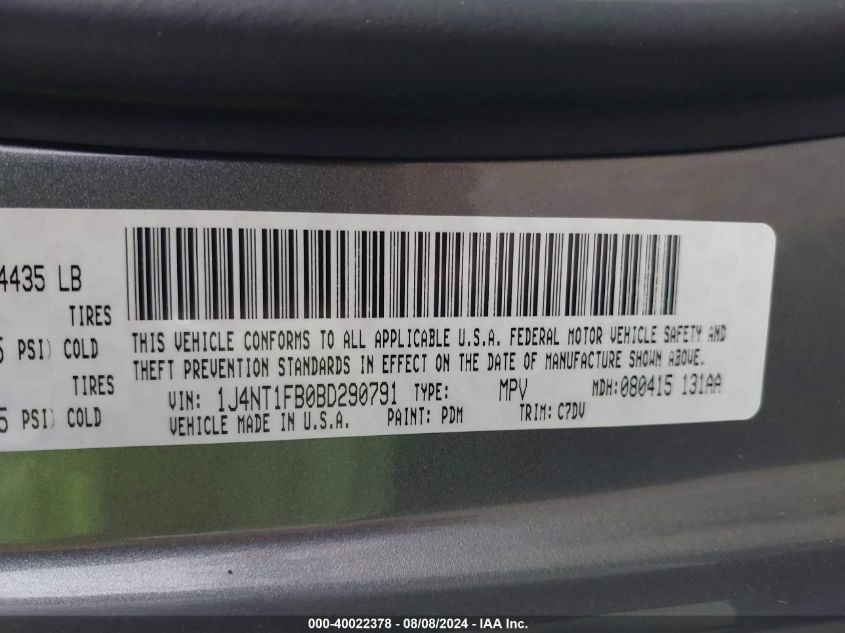 4435 LB
TIRES
PSI) COLD
TIRES
PSI) COLD
THIS VEHICLE CONFORMS TO ALL APPLICABLE U.S.A. FEDERAL MOTOR VEHICLE SAFETY AND
THEFT PREVENTION STANDARDS IN EFFECT ON THE DATE OF MANUFACTURE SHOWN ABOVE.
VIN: 1J4NT1FB0BD290791 TYPE: MPV MDH:080415 131AA
VEHICLE MADE IN U.S.A. PAINT: PDM TRIM: C7DV
000-40022378 - 08/08/2024 - IAA Inc.